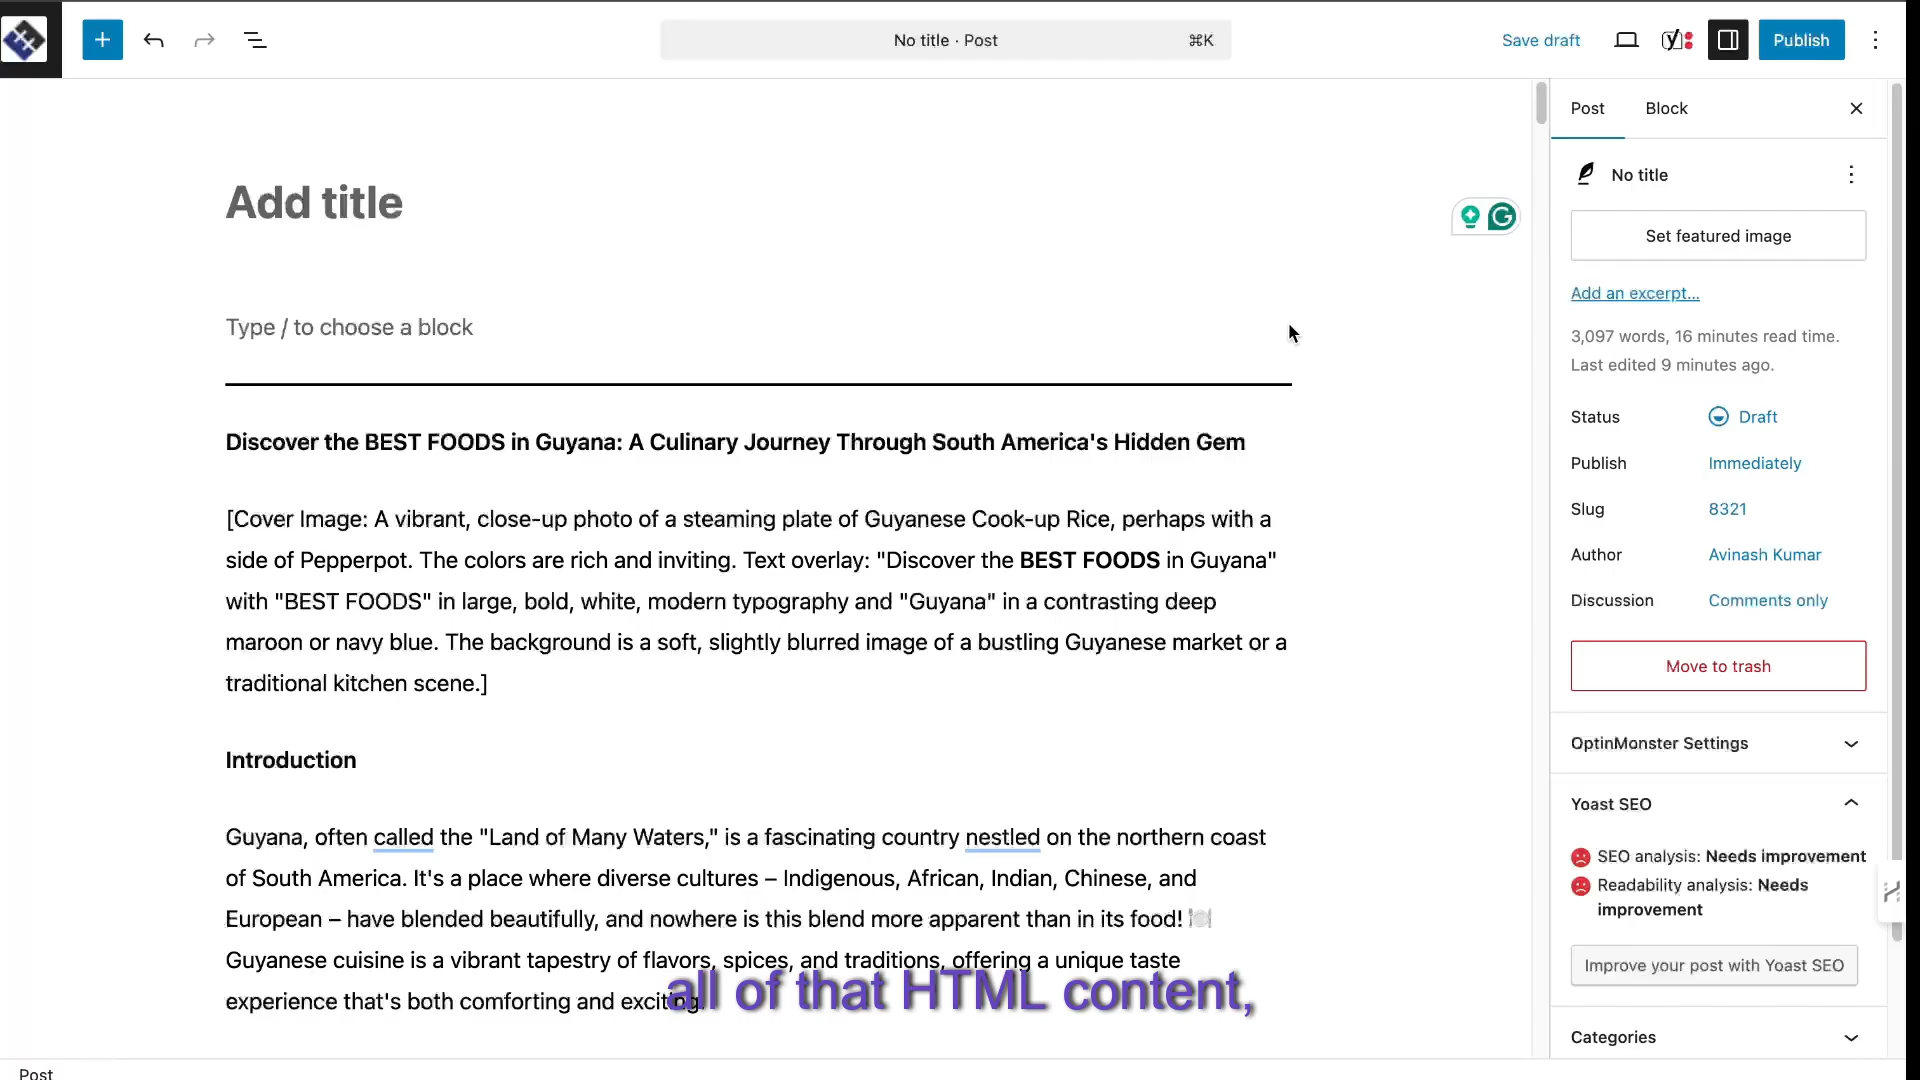 No title · Post
⌘K
Save draft
Publish
Post
Block
Add title
No title
Set featured image
Add an excerpt...
Type / to choose a block
3,097 words, 16 minutes read time.
Last edited 9 minutes ago.
Status
Draft
Publish
Immediately
Slug
8321
Author
Avinash Kumar
Discussion
Comments only
Move to trash
OptinMonster Settings
Yoast SEO
SEO analysis: Needs improvement
Readability analysis: Needs
improvement
Improve your post with Yoast SEO
Categories
Discover the BEST FOODS in Guyana: A Culinary Journey Through South America's Hidden Gem
[Cover Image: A vibrant, close-up photo of a steaming plate of Guyanese Cook-up Rice, perhaps with a
side of Pepperpot. The colors are rich and inviting. Text overlay: "Discover the BEST FOODS in Guyana"
with "BEST FOODS" in large, bold, white, modern typography and "Guyana" in a contrasting deep
maroon or navy blue. The background is a soft, slightly blurred image of a bustling Guyanese market or a
traditional kitchen scene.]
Introduction
Guyana, often called the "Land of Many Waters," is a fascinating country nestled on the northern coast
of South America. It's a place where diverse cultures – Indigenous, African, Indian, Chinese, and
European – have blended beautifully, and nowhere is this blend more apparent than in its food! 🍽️
Guyanese cuisine is a vibrant tapestry of flavors, spices, and traditions, offering a unique taste
experience that's both comforting and exciting.
all of that HTML content,
Post